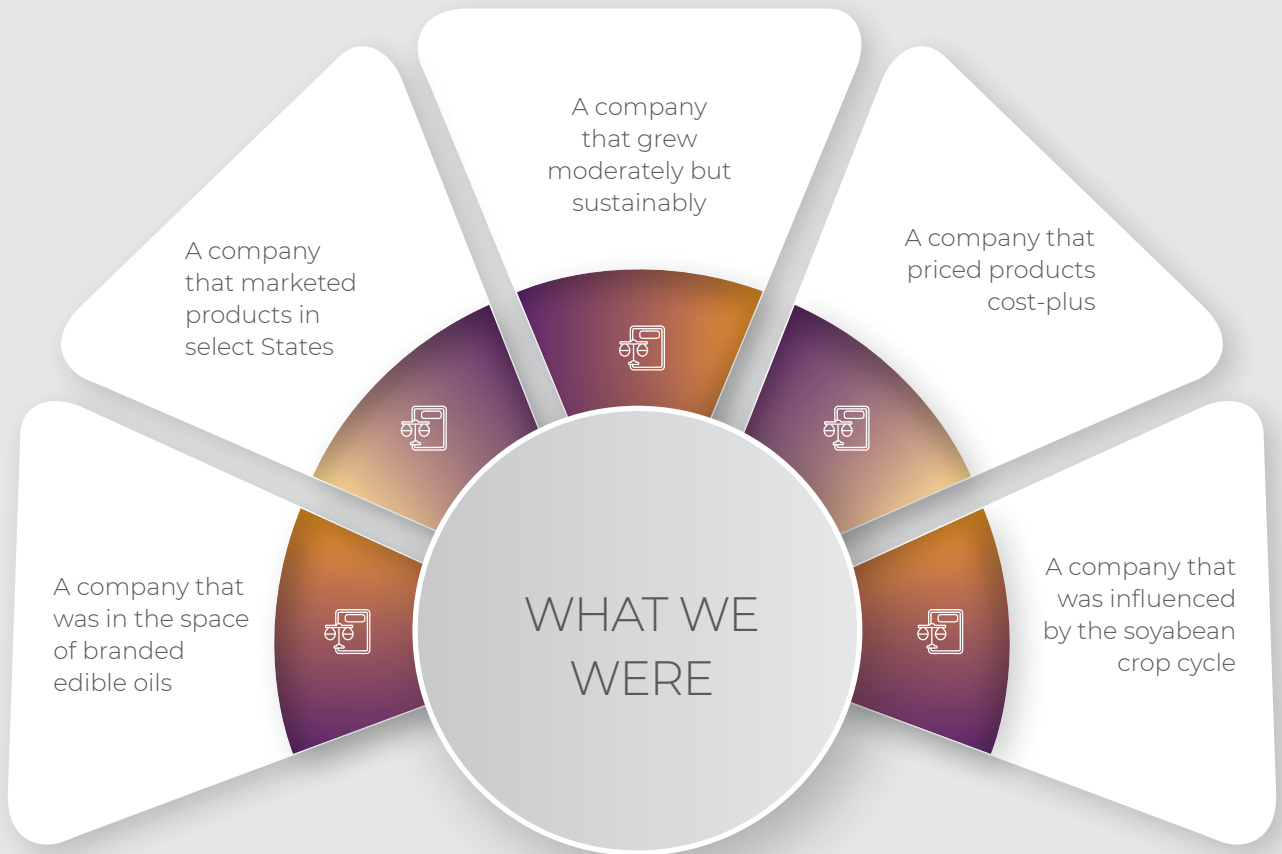 A company that
was in the space
of branded
edible oils
A company
that marketed
products in
select States
A company
that grew
moderately but
sustainably
A company that
priced products
cost-plus
A company that
was influenced
by the soyabean
crop cycle
WHAT WE
WERE